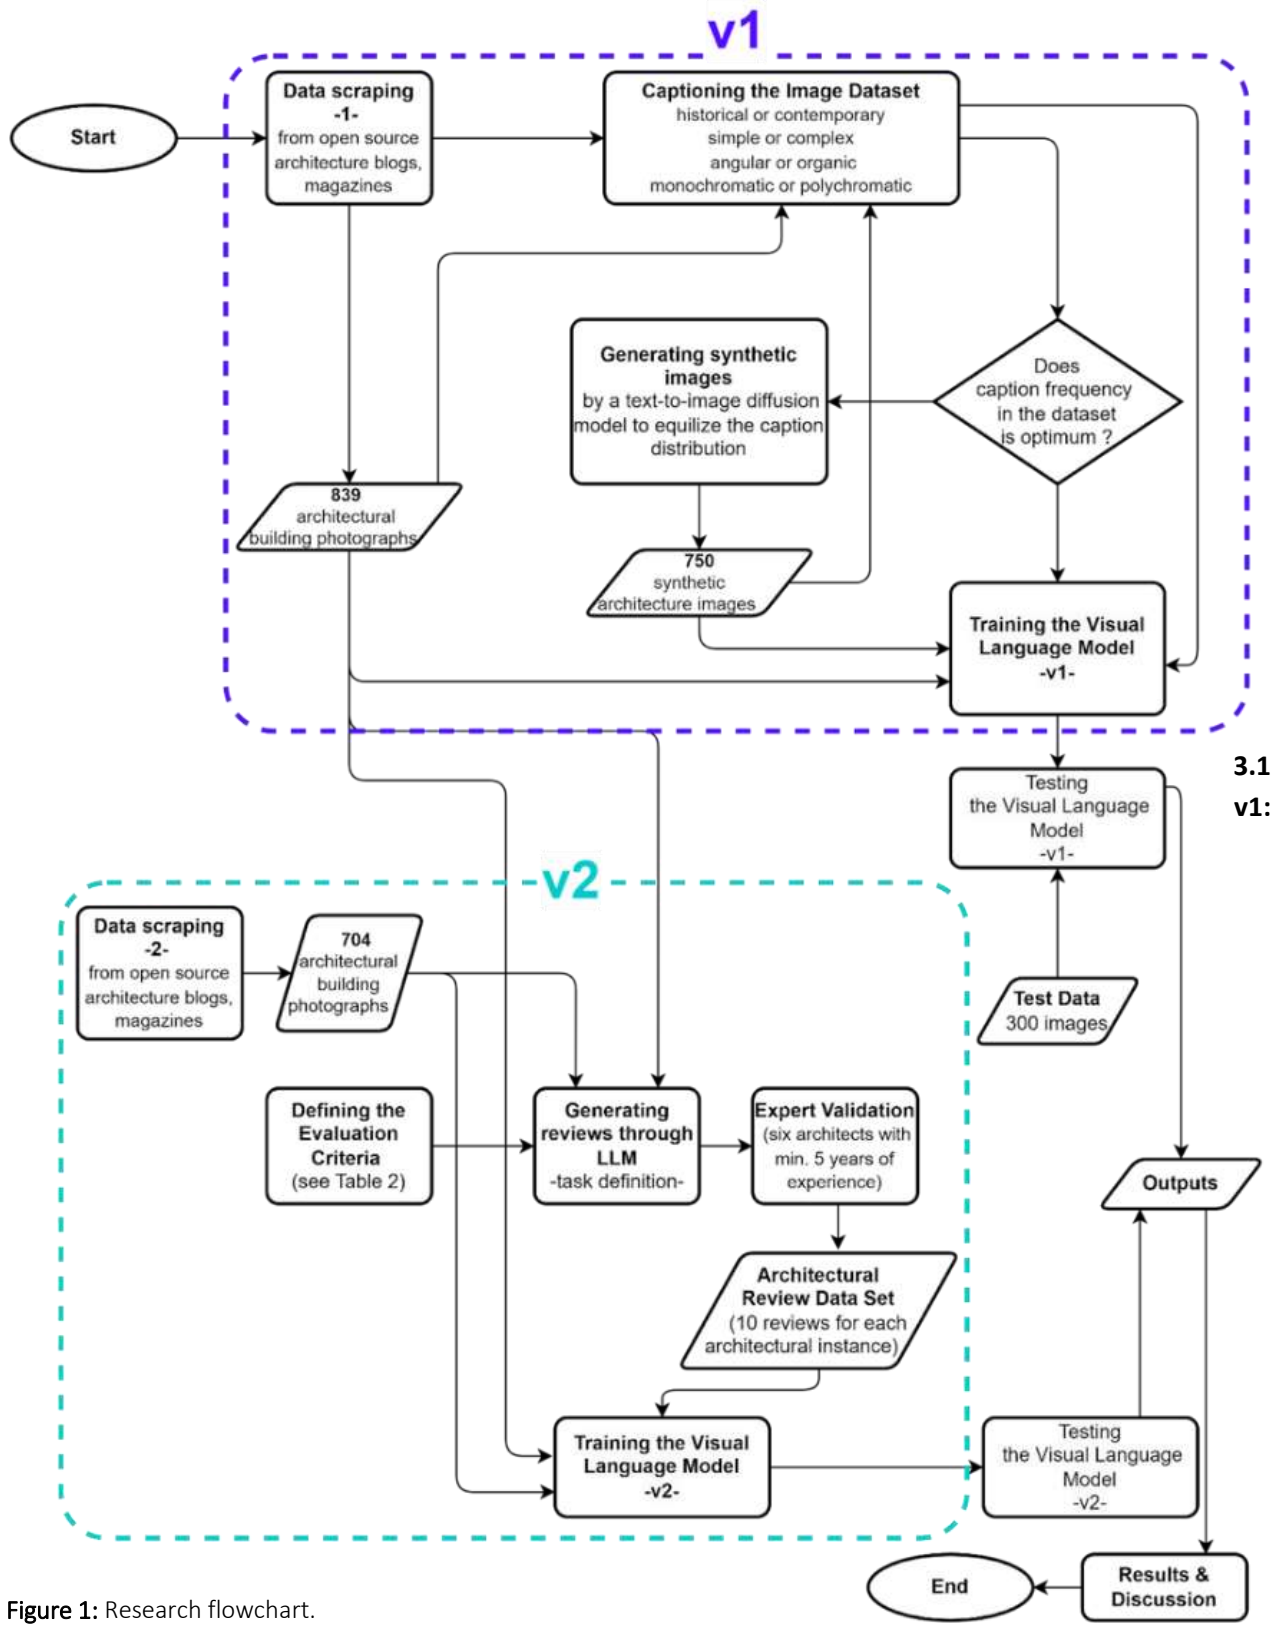 v1
Start
Data scraping
-1-
from open source
architecture blogs,
magazines
Captioning the Image Dataset
historical or contemporary
simple or complex
angular or organic
monochromatic or polychromatic
Generating synthetic
images
by a text-to-image diffusion
model to equilize the caption
distribution
Does
caption frequency
in the dataset
is optimum ?
839
architectural
building photographs
750
synthetic
architecture images
Training the Visual
Language Model
-v1-
3.1
v1:
Testing
the Visual Language
Model
-v1-
v2
Data scraping
-2-
from open source
architecture blogs,
magazines
704
architectural
building
photographs
Test Data
300 images
Defining the
Evaluation
Criteria
(see Table 2)
Generating
reviews through
LLM
-task definition-
Expert Validation
(six architects with
min. 5 years of
experience)
Outputs
Architectural
Review Data Set
(10 reviews for each
architectural instance)
Training the Visual
Language Model
-v2-
Testing
the Visual Language
Model
-v2-
End
Results &
Discussion
Figure 1: Research flowchart.